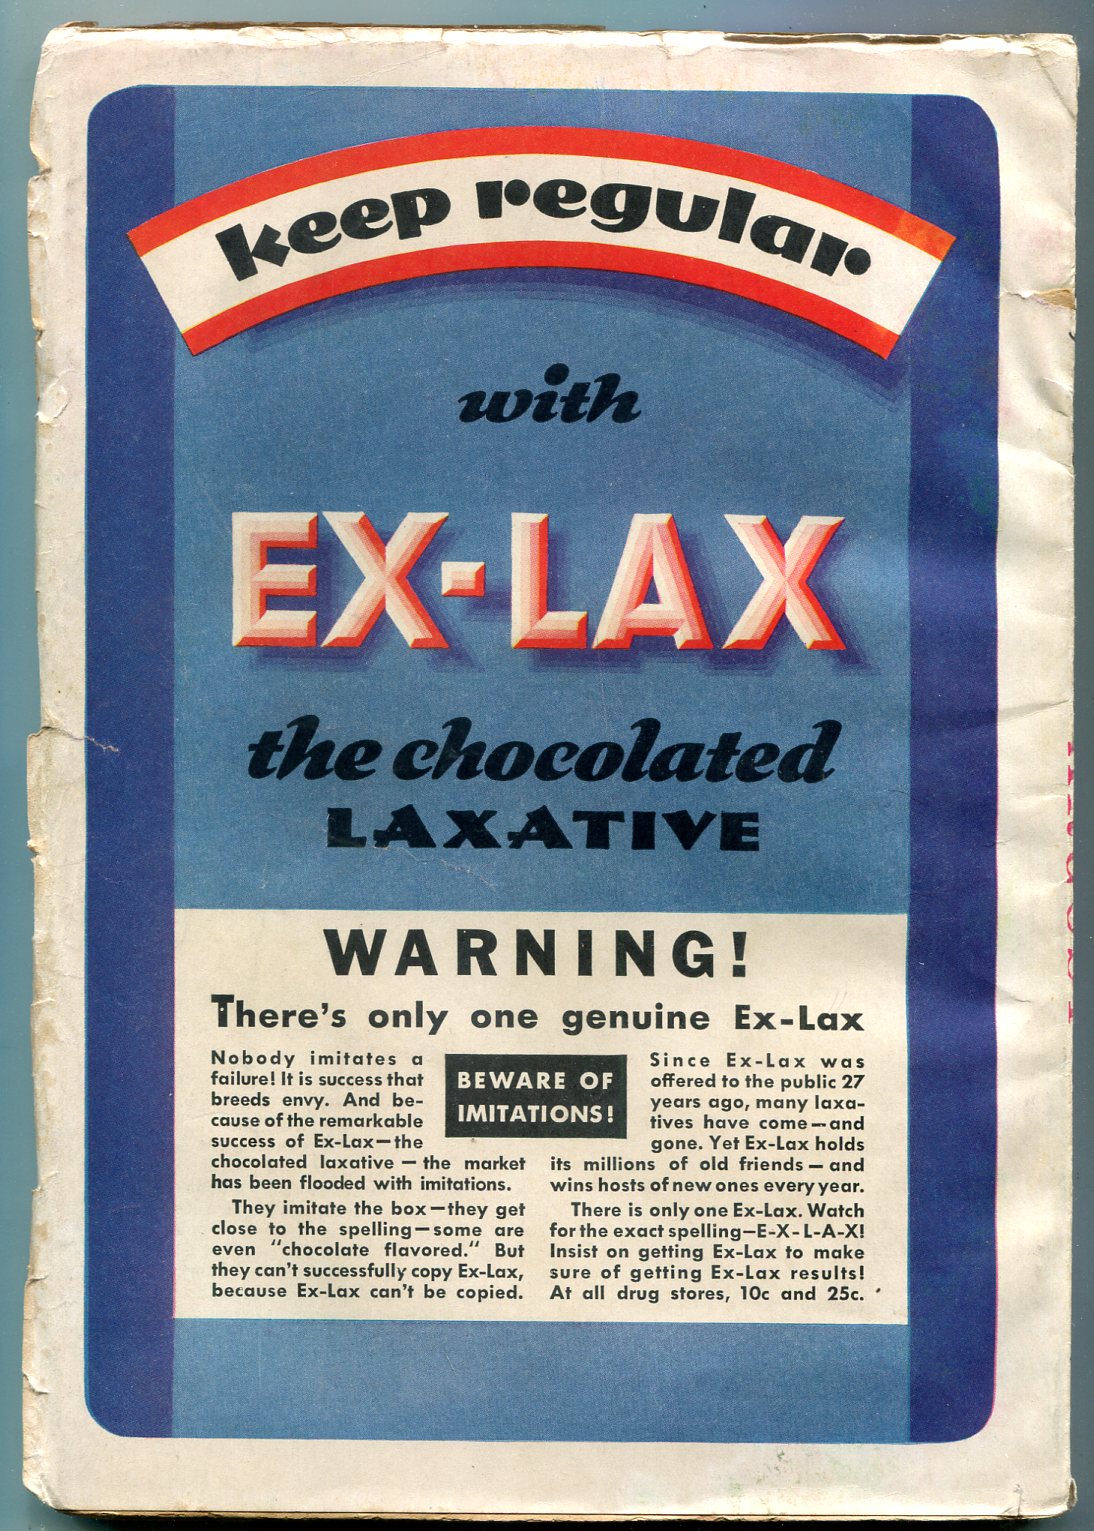 keep regular
with
EX-LAX
the chocolated
LAXATIVE
WARNING!
There's only one genuine Ex-Lax
BEWARE OF
IMITATIONS!
Nobody imitates a
failure! It is success that
breeds envy. And be-
cause of the remarkable
success of Ex-Lax—the
chocolated laxative — the market
has been flooded with imitations.
They imitate the box—they get
close to the spelling—some are
even "chocolate flavored." But
they can't successfully copy Ex-Lax,
because Ex-Lax can't be copied.
Since Ex-Lax was
offered to the public 27
years ago, many laxa-
tives have come—and
gone. Yet Ex-Lax holds
its millions of old friends — and
wins hosts of new ones every year.
There is only one Ex-Lax. Watch
for the exact spelling—E-X-L-A-X!
Insist on getting Ex-Lax to make
sure of getting Ex-Lax results!
At all drug stores, 10c and 25c.